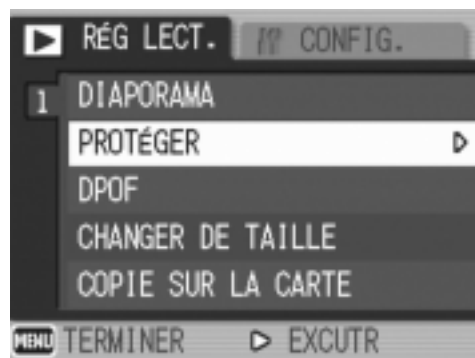 RÉG LECT. CONFIG.
1 DIAPORAMA
PROTÉGER
DPOF
CHANGER DE TAILLE
COPIE SUR LA CARTE
MENU TERMINER EXCUTR